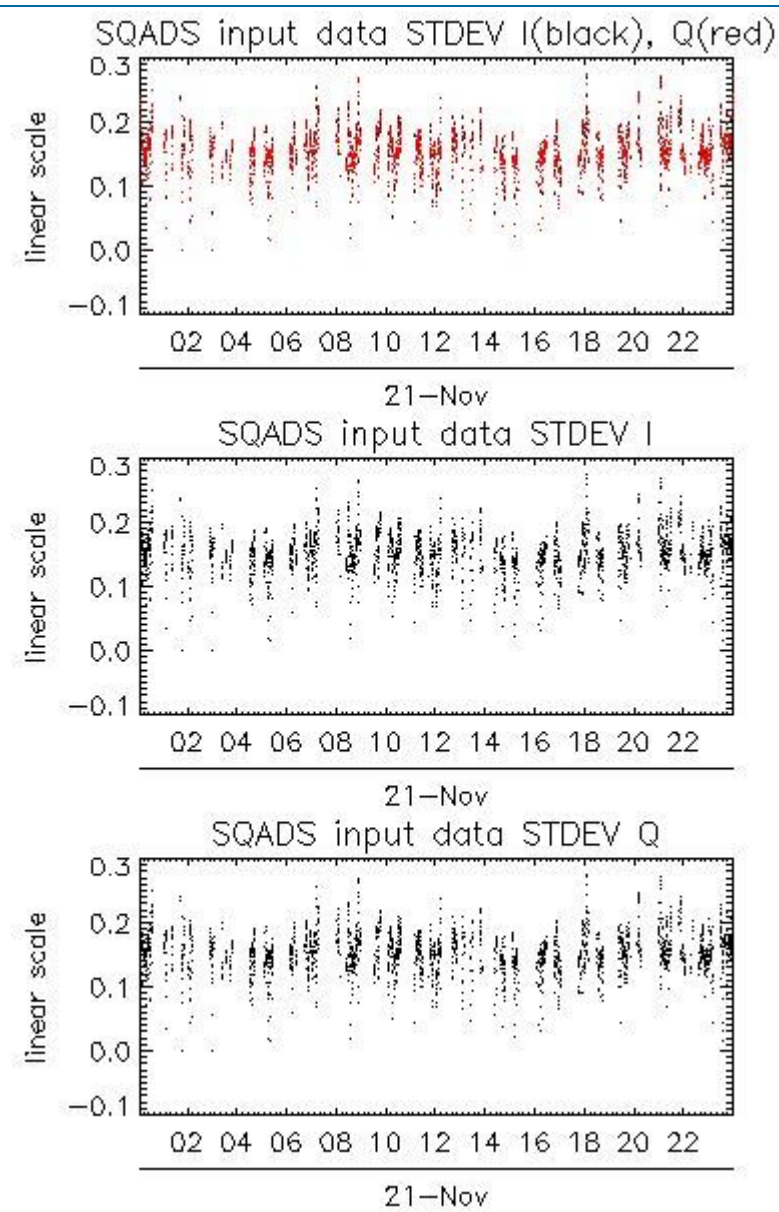 SQADS input data STDEV I(black), Q(red)
0.3
0.2
0.1
0.0
−0.1
linear scale
02 04 06 08 10 12 14 16 18 20 22
21−Nov
SQADS input data STDEV I
0.3
0.2
0.1
0.0
−0.1
linear scale
02 04 06 08 10 12 14 16 18 20 22
21−Nov
SQADS input data STDEV Q
0.3
0.2
0.1
0.0
−0.1
linear scale
02 04 06 08 10 12 14 16 18 20 22
21−Nov